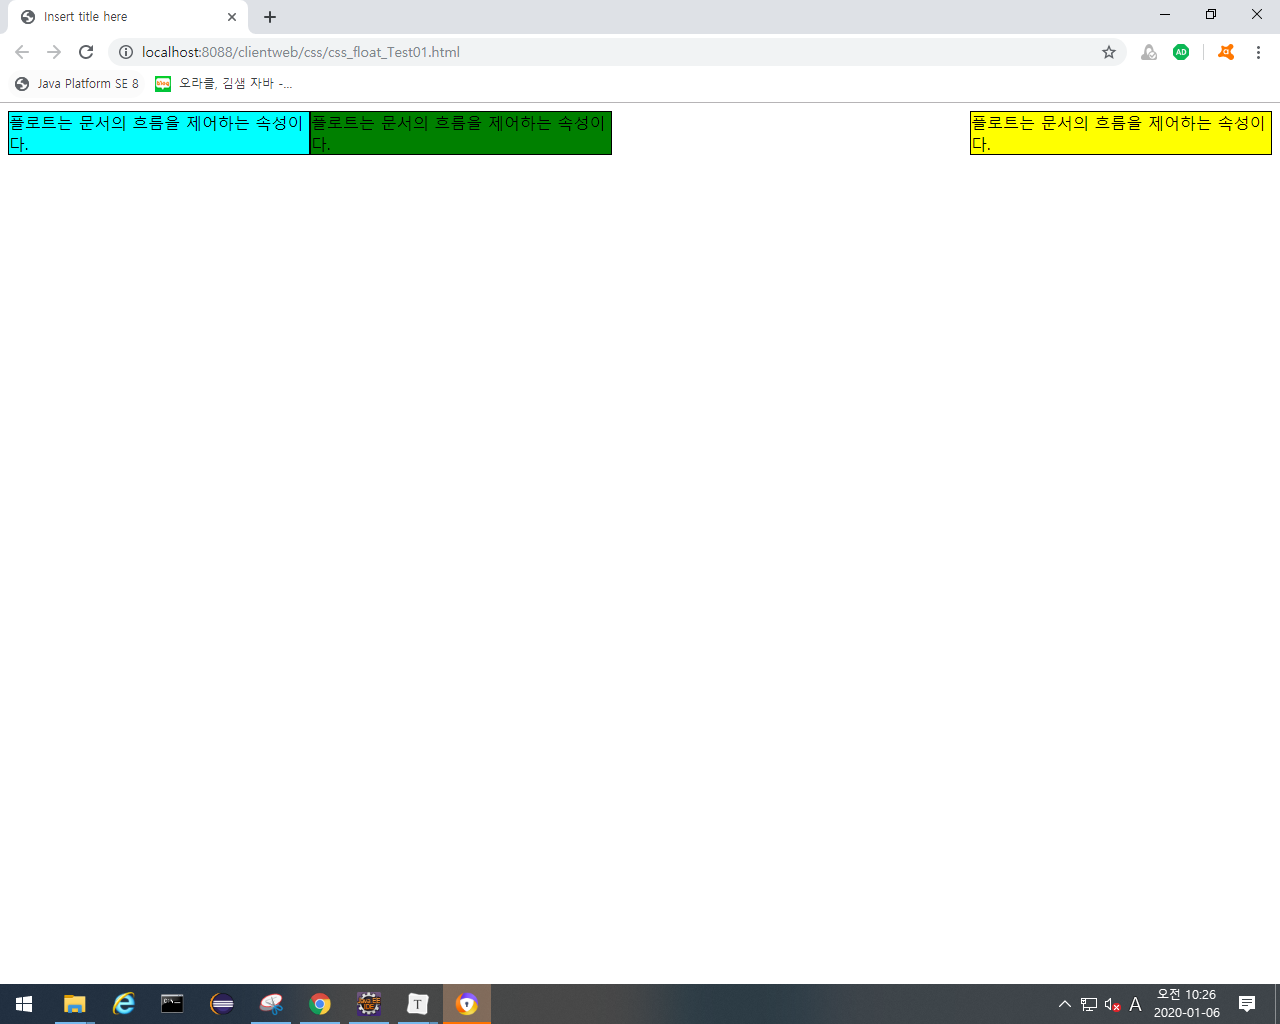 Insert title here
localhost:8088/clientweb/css/css_float_Test01.html
AD
Java Platform SE 8
blog
오라클, 김샘 자바 -...
플로트는 문서의 흐름을 제어하는 속성이
다.
플로트는 문서의 흐름을 제어하는 속성이
다.
플로트는 문서의 흐름을 제어하는 속성이
다.
T
A
오전 10:26
2020-01-06